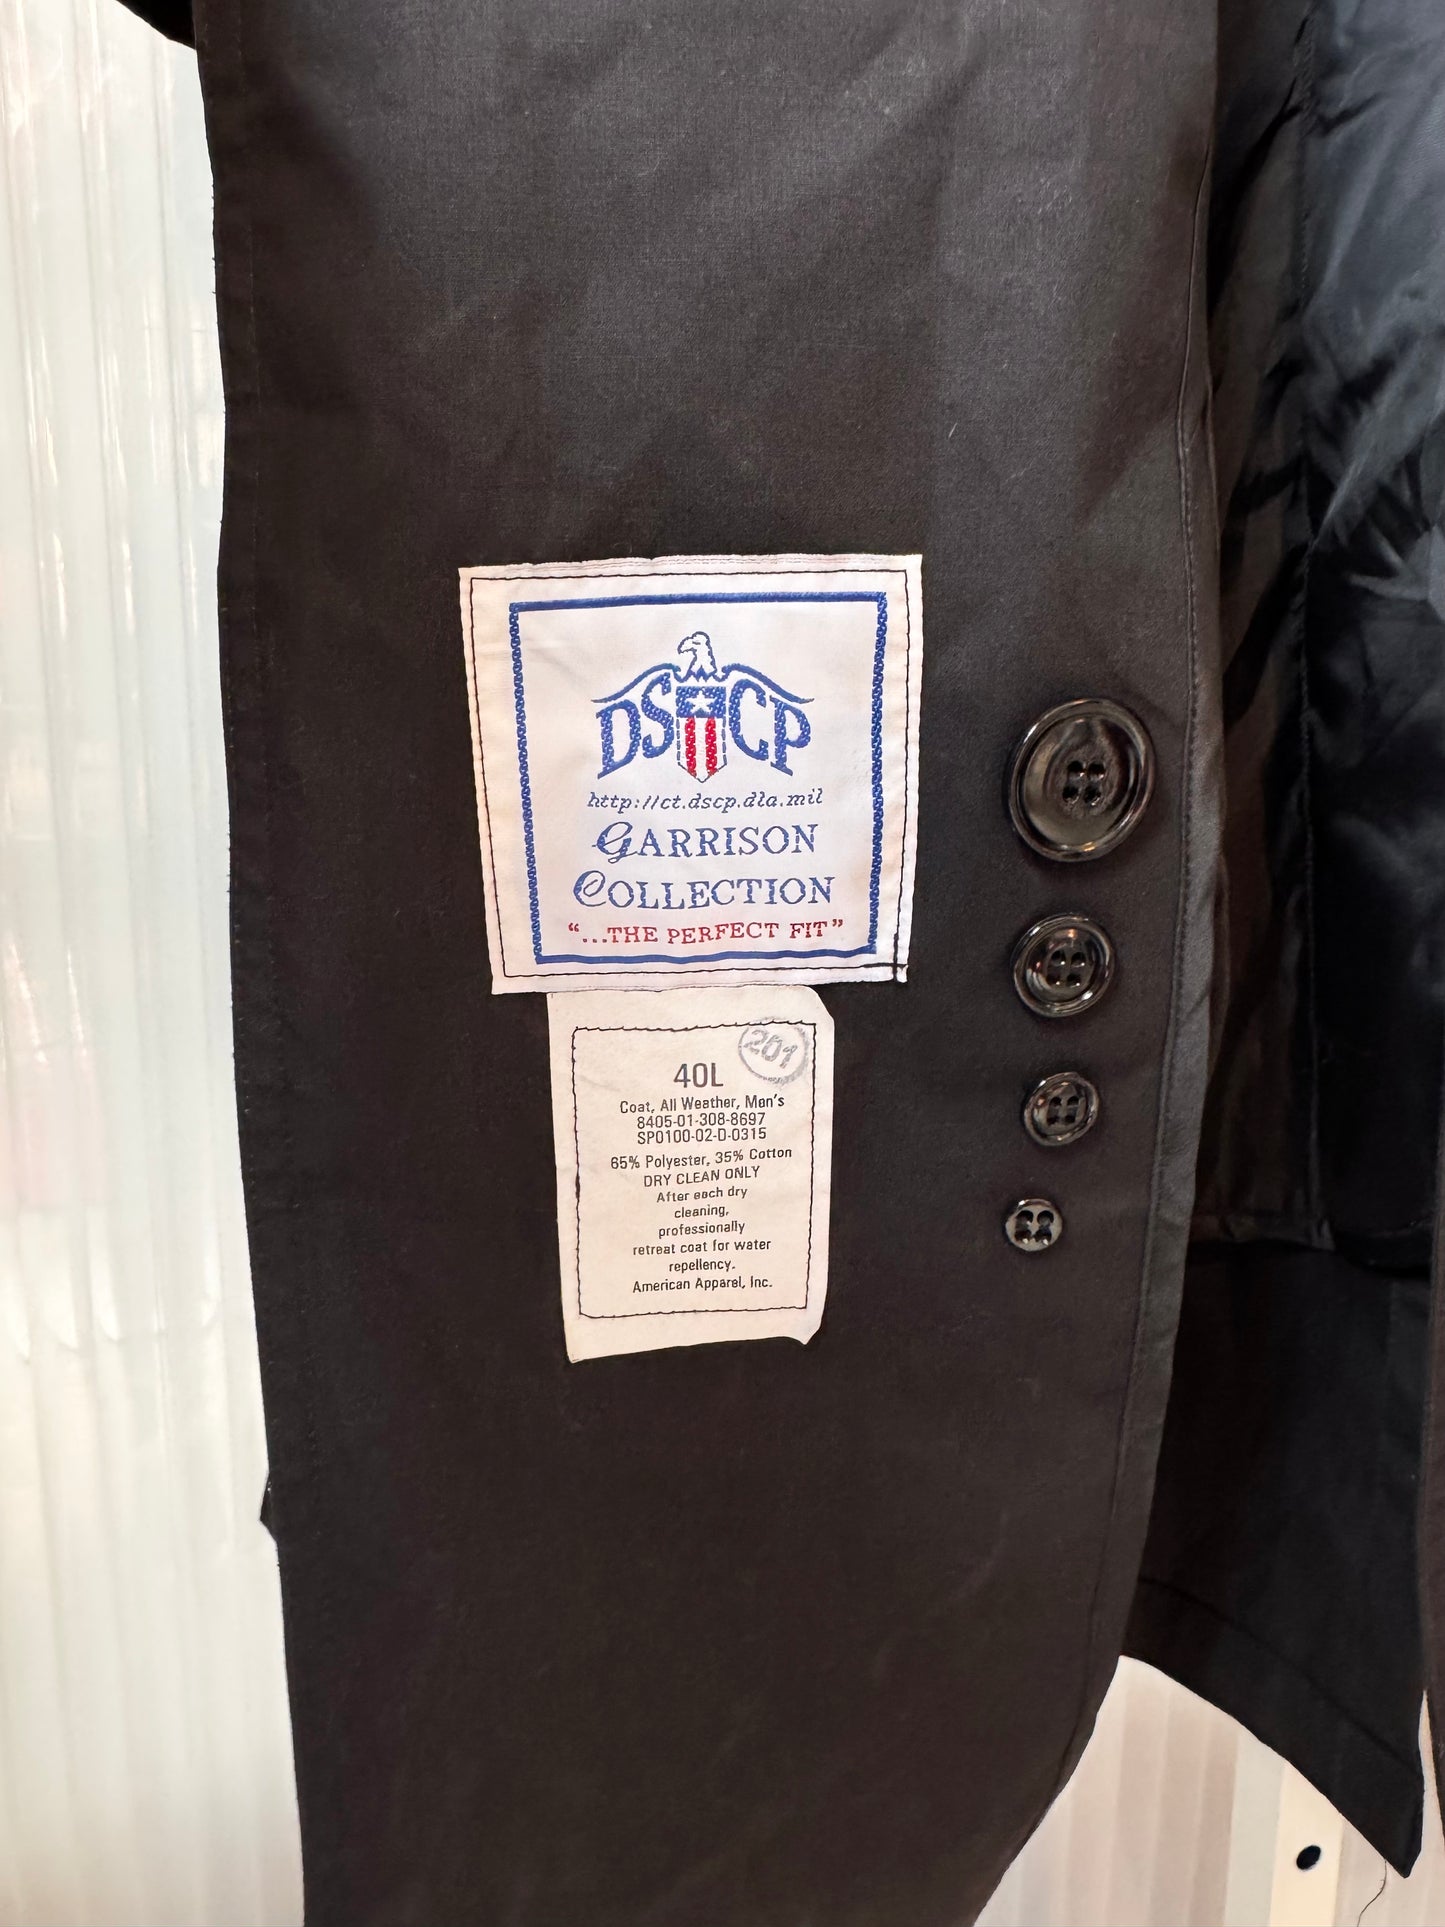 DSCP
http://ct.dscp.dla.mil
GARRISON
COLLECTION
"...THE PERFECT FIT"
201
40L
Coat, All Weather, Men's
8405-01-308-8697
SP0100-02-D-0315
65% Polyester, 35% Cotton
DRY CLEAN ONLY
After each dry
cleaning,
professionally
retreat coat for water
repellency.
American Apparel, Inc.